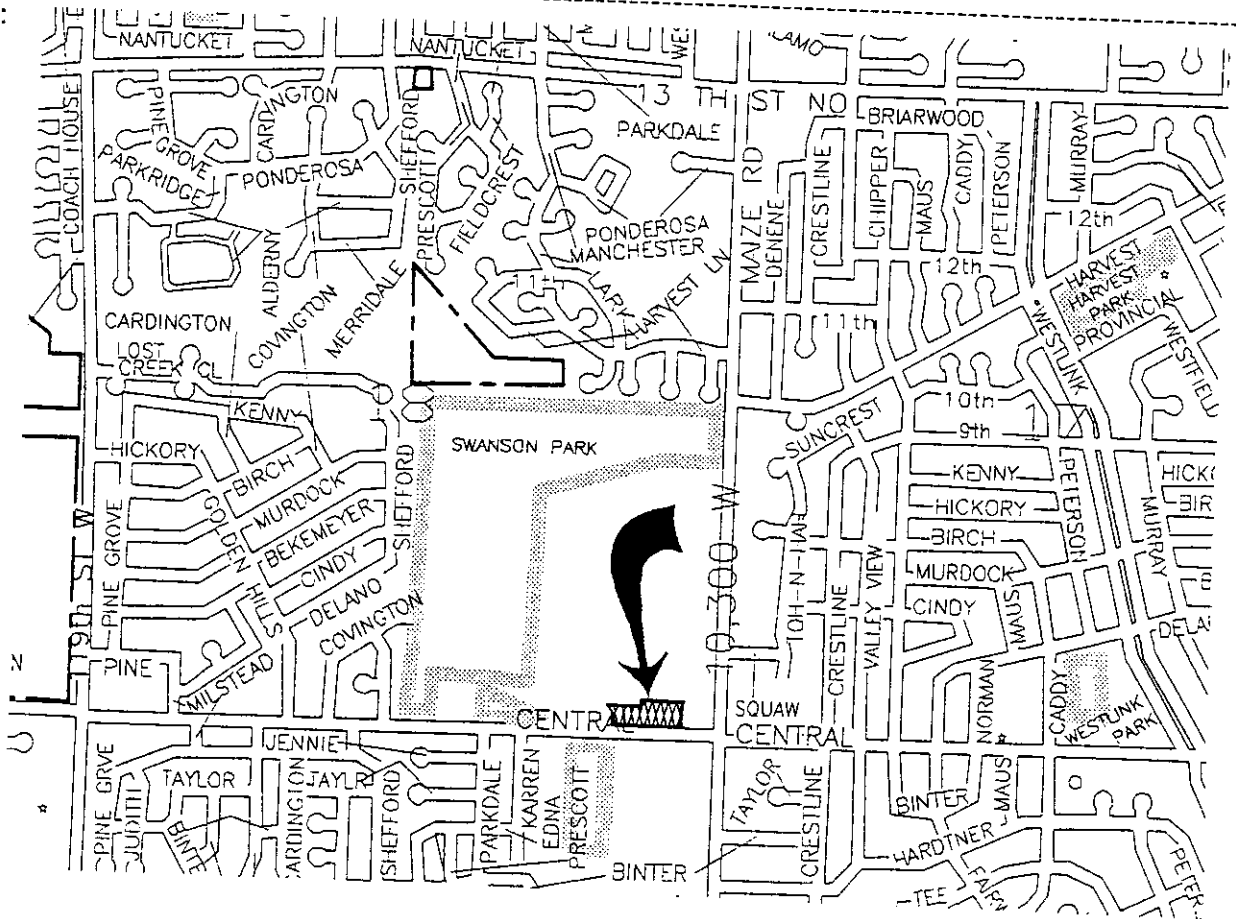 NANTUCKET
NANTUCKET
13 TH ST NO
COACH HOUSE
PINE GROVE
CARDINGTON
PARKRIDGE
PONDEROSA
SHEFFORD
PRESCOTT
FIELDCREST
PARKDALE
PONDEROSA
MANCHESTER
MAIZE RD
DENENE
CRESTLINE
CHIPPER
BRIARWOOD
MAUS
CADDY
PETERSON
MURRAY
12th
12th
HARVEST
HARVEST
PARK
PROVINCIAL
WESTLINK
WESTFIELD
ALDERNY
COVINGTON
MERRIDALE
11th
LARY
HARVEST LN
11th
CARDINGTON
LOST
CREEK CL
KENNY
HICKORY
BIRCH
MURDOCK
BEKEMEYER
CINDY
DELANO
COVINGTON
GOLDEN HILLS
PINE GROVE
119th ST W
PINE
MILSTEAD
SHEFFORD
SWANSON PARK
10,300 W
SUNCREST
10th
9th
KENNY
HICKORY
BIRCH
MURDOCK
CINDY
PETERSON
MURRAY
MAUS
VALLEY VIEW
CRESTLINE
NORMAN
CADDY
WESTLINK
PARK
N
CENTRAL
SQUAW
CENTRAL
JENNIE
TAYLOR
CARDINGTON
SHEFFORD
PARKDALE
KARREN
EDNA
PRESCOTT
PINE GRVE
JUDITH
BINTER
TAYLOR
CRESTLINE
BINTER
MAUS
HARDTNER
TEE